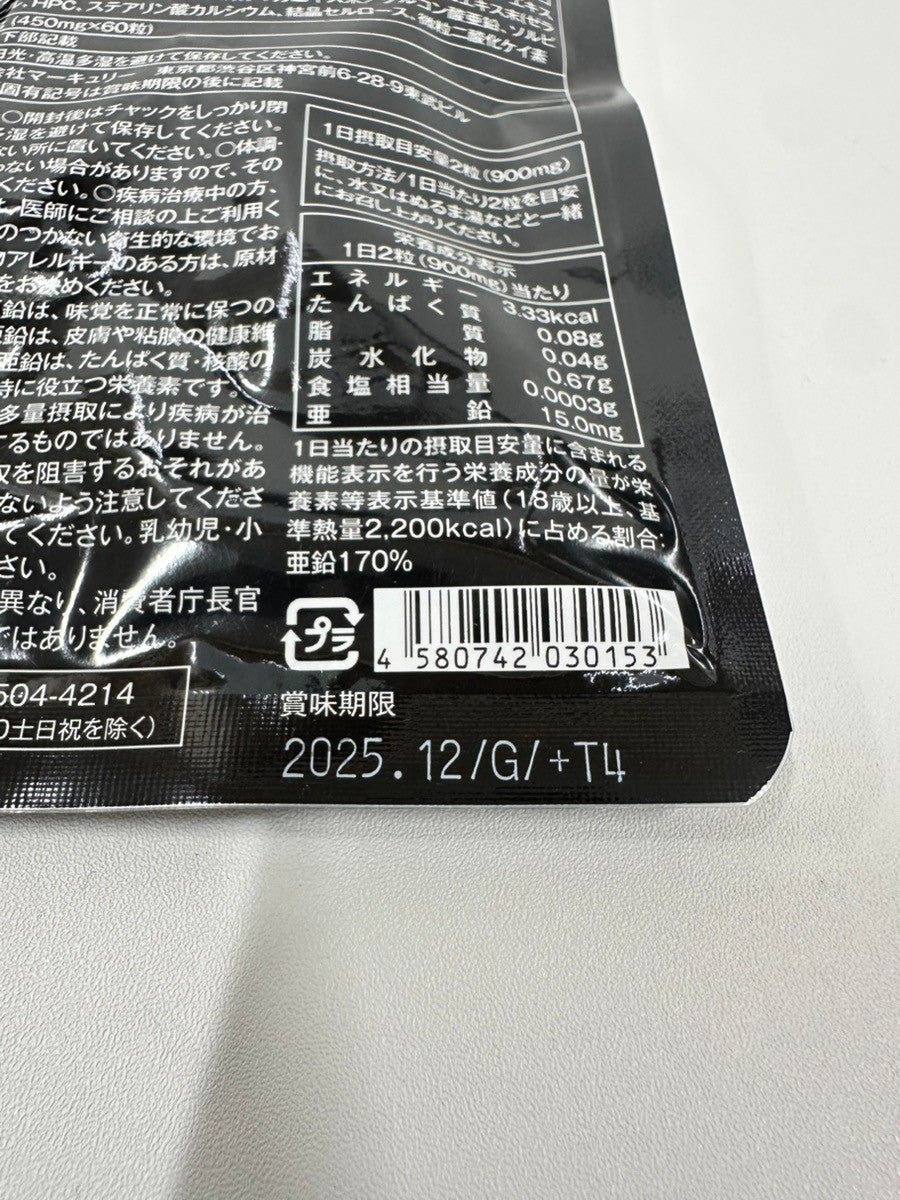 HPC、ステアリン酸カルシウム、結晶セルロース、微粒二酸化ケイ素
(450mg×60粒)
下部記載
日光・高温多湿を避けて保存してください。
会社マーキュリー 東京都渋谷区神宮前6-28-9東武ビル
固有記号は賞味期限の後に記載
○開封後はチャックをしっかり閉
湿を避けて保存してください。
ない所に置いてください。○体調・
ない場合がありますので、その
ください。○疾病治療中の方、
、医師にご相談の上ご利用く
のつかない衛生的な環境でお
アレルギーのある方は、原材
をお確めください。
亜鉛は、味覚を正常に保つの
亜鉛は、皮膚や粘膜の健康維
亜鉛は、たんぱく質・核酸の
持に役立つ栄養素です。
多量摂取により疾病が治
するものではありません。
収を阻害するおそれがあ
ないよう注意してくださ
てください。乳幼児・小
さい。
異なり、消費者庁長官
ではありません。
504-4214
土日祝を除く)
1日摂取目安量2粒(900mg)
摂取方法/1日当たり2粒を目安
に、水又はぬるま湯などと一緒
にお召し上がりください。
栄養成分表示
1日2粒(900mg)当たり
エネルギー 3.33kcal
たんぱく質 0.08g
脂質 0.04g
炭水化物 0.67g
食塩相当量 0.0003g
亜鉛 15.0mg
1日当たりの摂取目安量に含まれる
機能表示を行う栄養成分の量が栄
養素等表示基準値(18歳以上、基
準熱量2,200kcal)に占める割合:
亜鉛170%
プラ
4 580742 030153
賞味期限
2025.12/G/+T4